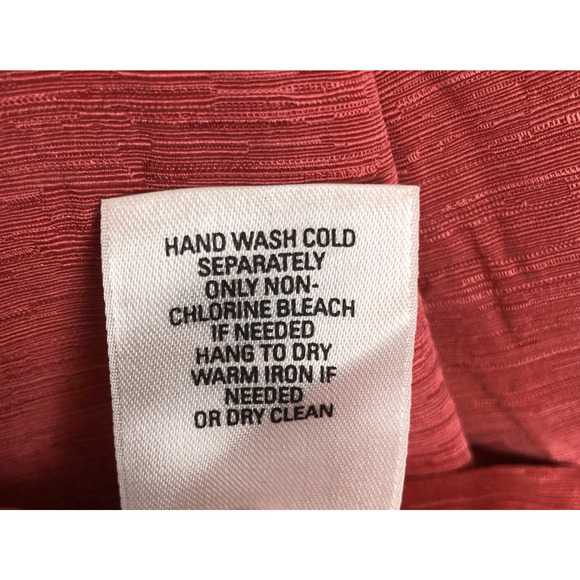 HAND WASH COLD
SEPARATELY
ONLY NON-
CHLORINE BLEACH
IF NEEDED
HANG TO DRY
WARM IRON IF
NEEDED
OR DRY CLEAN